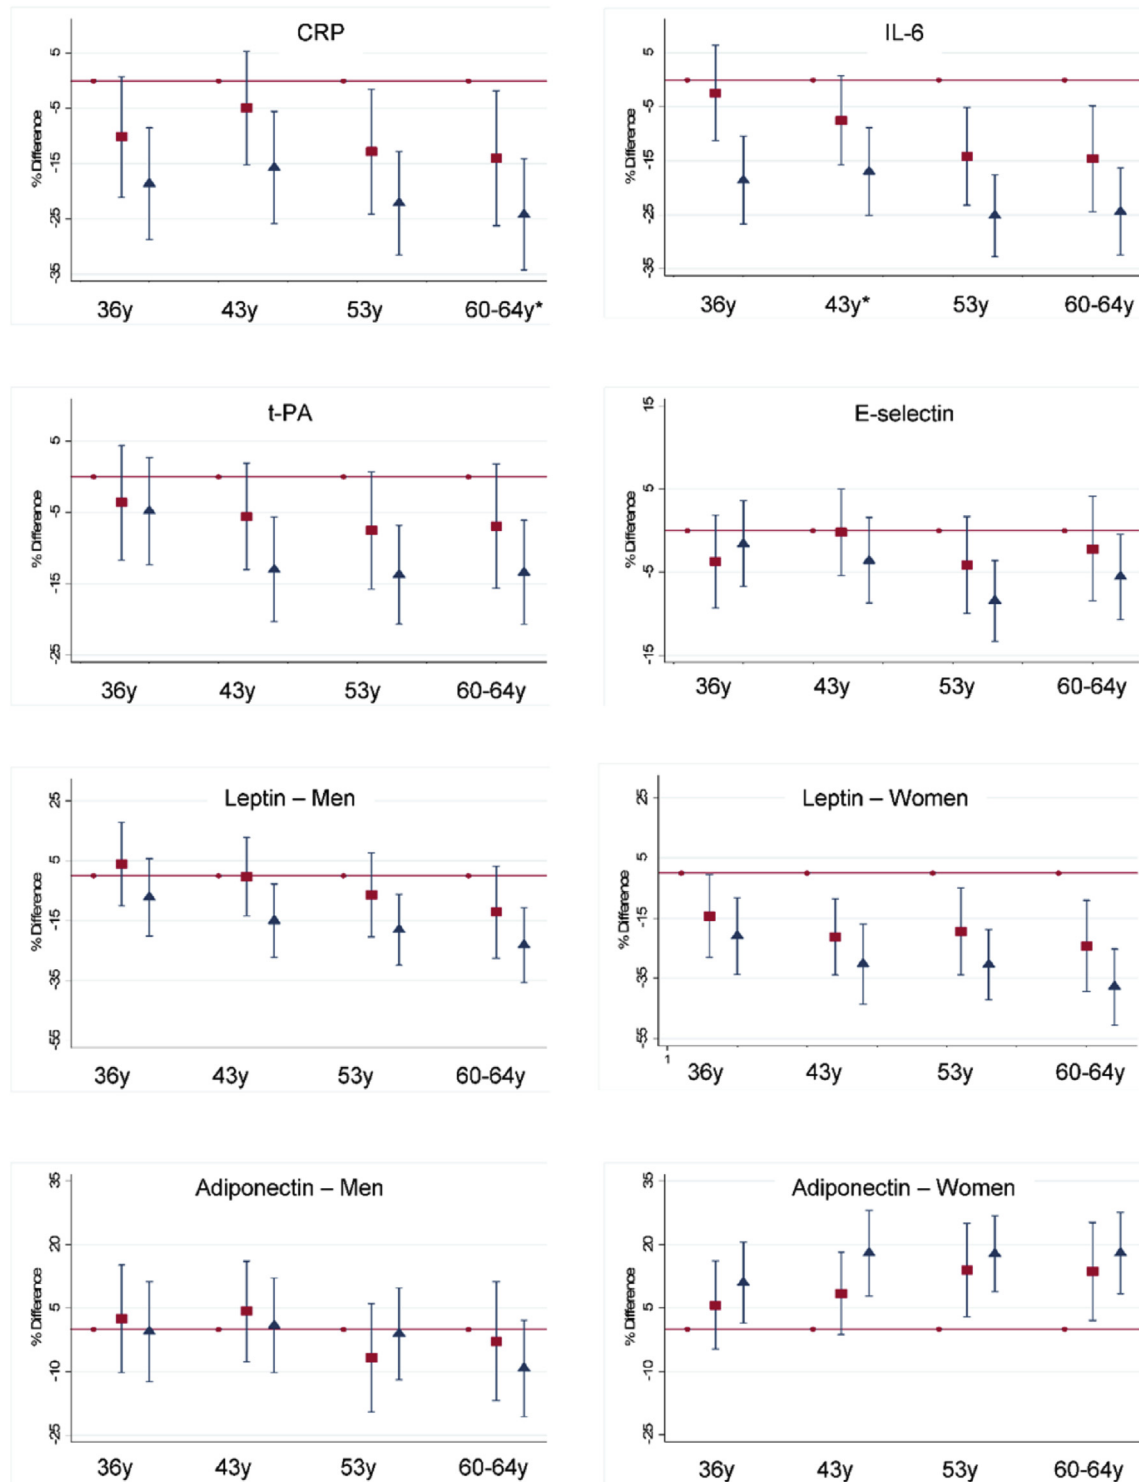 CRP
% Difference
5
-5
-15
-25
-35
36y 43y 53y 60-64y*
IL-6
% Difference
5
-5
-15
-25
-35
36y 43y* 53y 60-64y
t-PA
% Difference
5
-5
-15
-25
36y 43y 53y 60-64y
E-selectin
% Difference
15
5
-5
-15
36y 43y 53y 60-64y
Leptin – Men
% Difference
25
5
-15
-35
-55
36y 43y 53y 60-64y
Leptin – Women
% Difference
25
5
-15
-35
-55
1
36y 43y 53y 60-64y
Adiponectin – Men
% Difference
35
20
5
-10
-25
36y 43y 53y 60-64y
Adiponectin – Women
% Difference
35
20
5
-10
-25
36y 43y 53y 60-64y